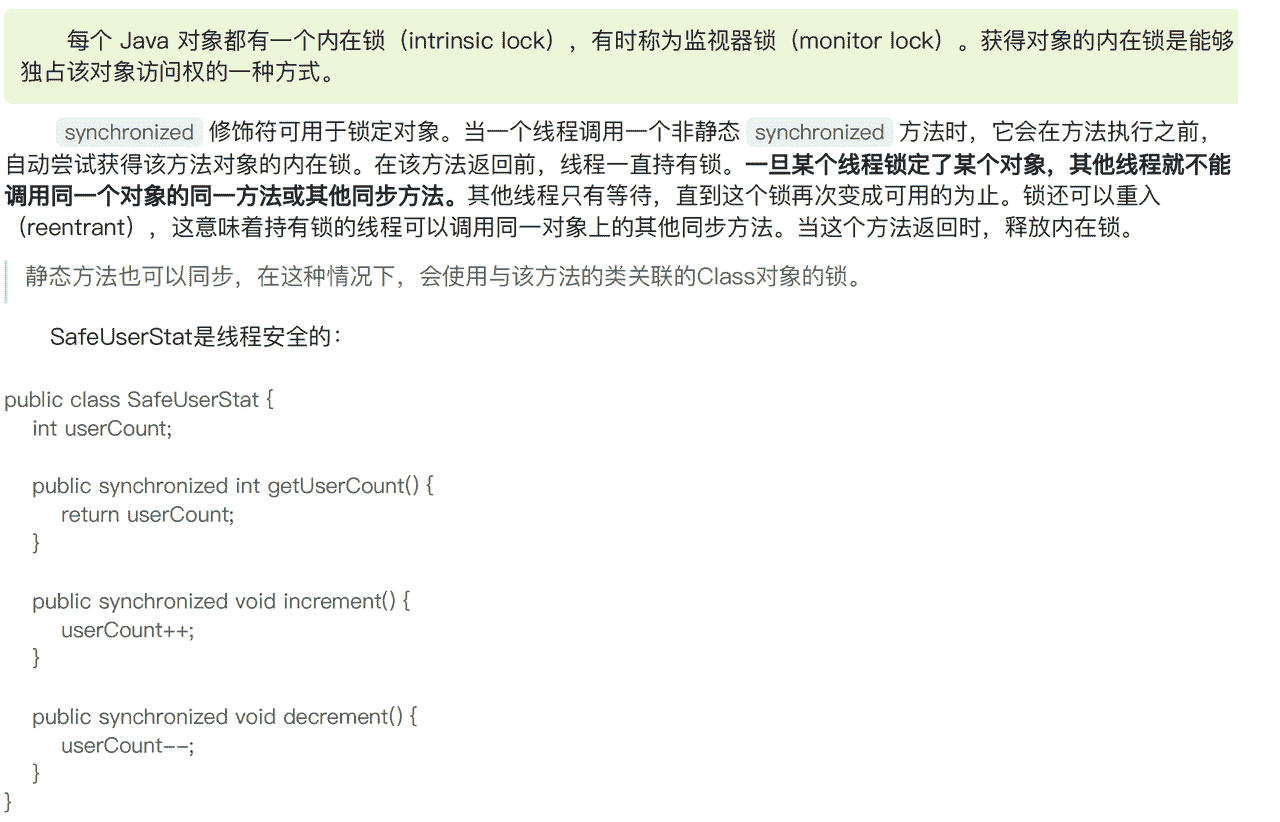 每个 Java 对象都有一个内在锁（intrinsic lock），有时称为监视器锁（monitor lock）。获得对象的内在锁是能够
独占该对象访问权的一种方式。
synchronized 修饰符可用于锁定对象。当一个线程调用一个非静态 synchronized 方法时，它会在方法执行之前，
自动尝试获得该方法对象的内在锁。在该方法返回前，线程一直持有锁。一旦某个线程锁定了某个对象，其他线程就不能
调用同一个对象的同一方法或其他同步方法。其他线程只有等待，直到这个锁再次变成可用的为止。锁还可以重入
（reentrant），这意味着持有锁的线程可以调用同一对象上的其他同步方法。当这个方法返回时，释放内在锁。
静态方法也可以同步，在这种情况下，会使用与该方法的类关联的Class对象的锁。
SafeUserStat是线程安全的：
public class SafeUserStat {
int userCount;
public synchronized int getUserCount() {
return userCount;
}
public synchronized void increment() {
userCount++;
}
public synchronized void decrement() {
userCount--;
}
}